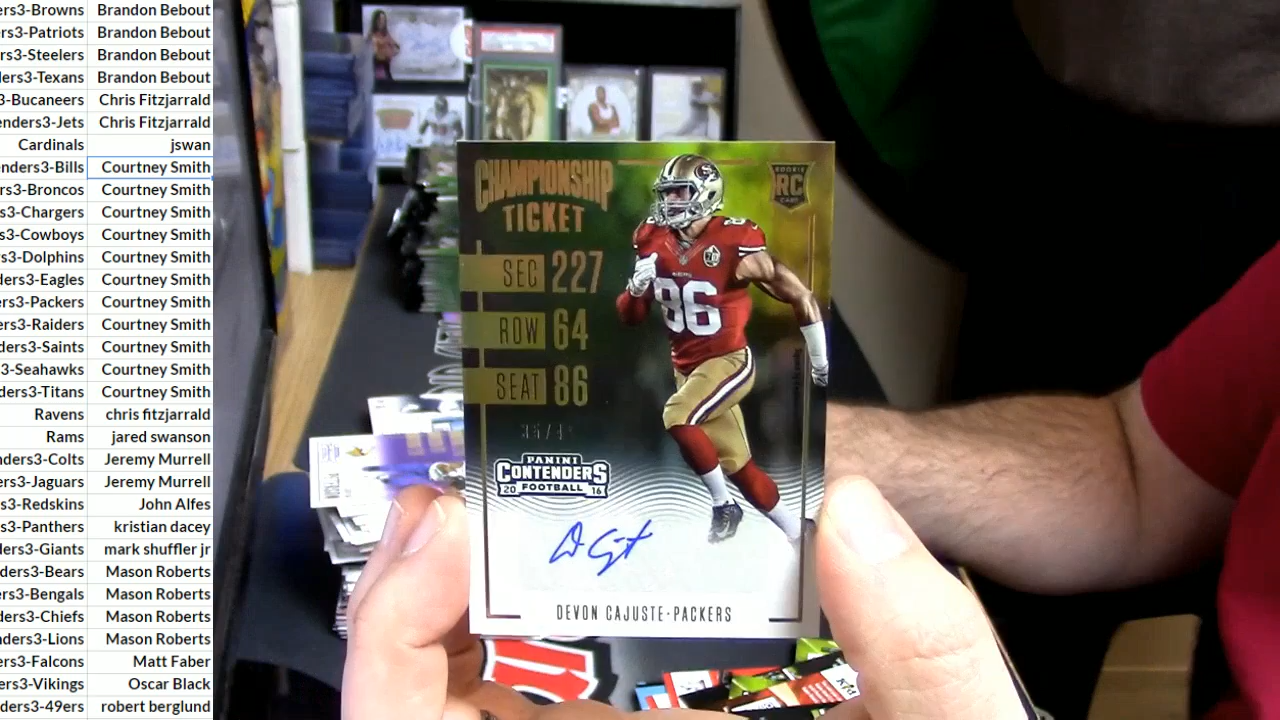 ers3-Browns Brandon Bebout
ers3-Patriots Brandon Bebout
rs3-Steelers Brandon Bebout
ders3-Texans Brandon Bebout
3-Bucaneers Chris Fitzjarrald
enders3-Jets Chris Fitzjarrald
Cardinals jswan
enders3-Bills Courtney Smith
rs3-Broncos Courtney Smith
s3-Chargers Courtney Smith
s3-Cowboys Courtney Smith
rs3-Dolphins Courtney Smith
ders3-Eagles Courtney Smith
ers3-Packers Courtney Smith
ers3-Raiders Courtney Smith
ders3-Saints Courtney Smith
3-Seahawks Courtney Smith
ders3-Titans Courtney Smith
Ravens chris fitzjarrald
Rams jared swanson
nders3-Colts Jeremy Murrell
ers3-Jaguars Jeremy Murrell
s3-Redskins John Alfes
s3-Panthers kristian dacey
ders3-Giants mark shuffler jr
nders3-Bears Mason Roberts
ers3-Bengals Mason Roberts
ders3-Chiefs Mason Roberts
nders3-Lions Mason Roberts
ers3-Falcons Matt Faber
ers3-Vikings Oscar Black
ders3-49ers robert berglund
CHAMPIONSHIP
TICKET
ROOKIE
RC
CARD
SEC 227
ROW 64
SEAT 86
86
PANINI
CONTENDERS
20 FOOTBALL 16
DEVON CAJUSTE-PACKERS